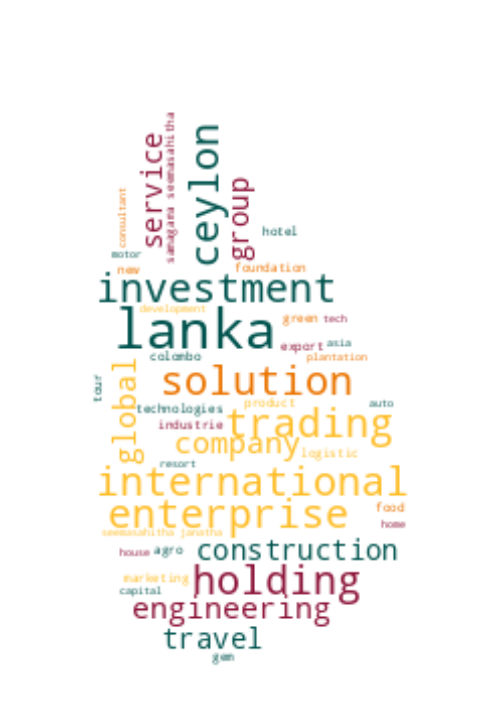 samagara seemasahitha
service
ceylon
group
consultant
hotel
motor
new
foundation
investment
development
lanka
green tech
export asia
colombo
plantation
tour
global
solution
technologies
product
auto
industrie
trading
company
logistic
resort
international
enterprise
food
home
seemasahitha janatha
house agro
construction
marketing
capital
holding
engineering
travel
gem